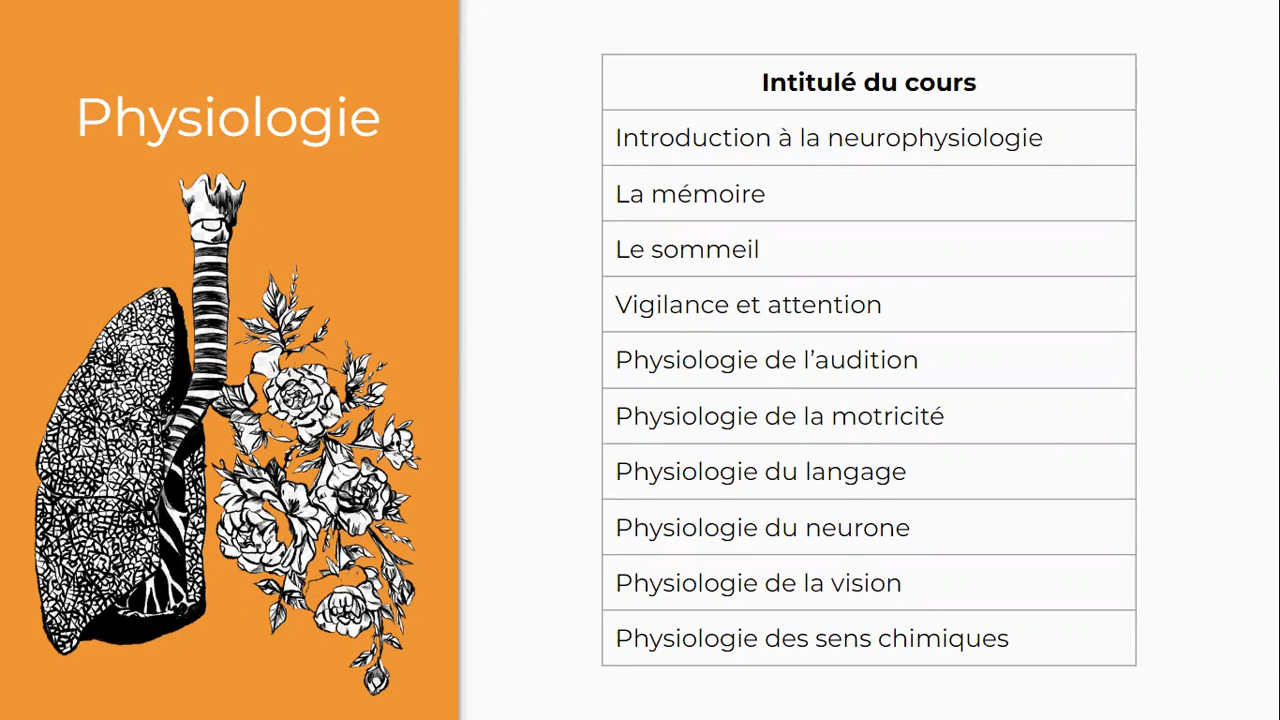 Physiologie
Intitulé du cours
Introduction à la neurophysiologie
La mémoire
Le sommeil
Vigilance et attention
Physiologie de l’audition
Physiologie de la motricité
Physiologie du langage
Physiologie du neurone
Physiologie de la vision
Physiologie des sens chimiques